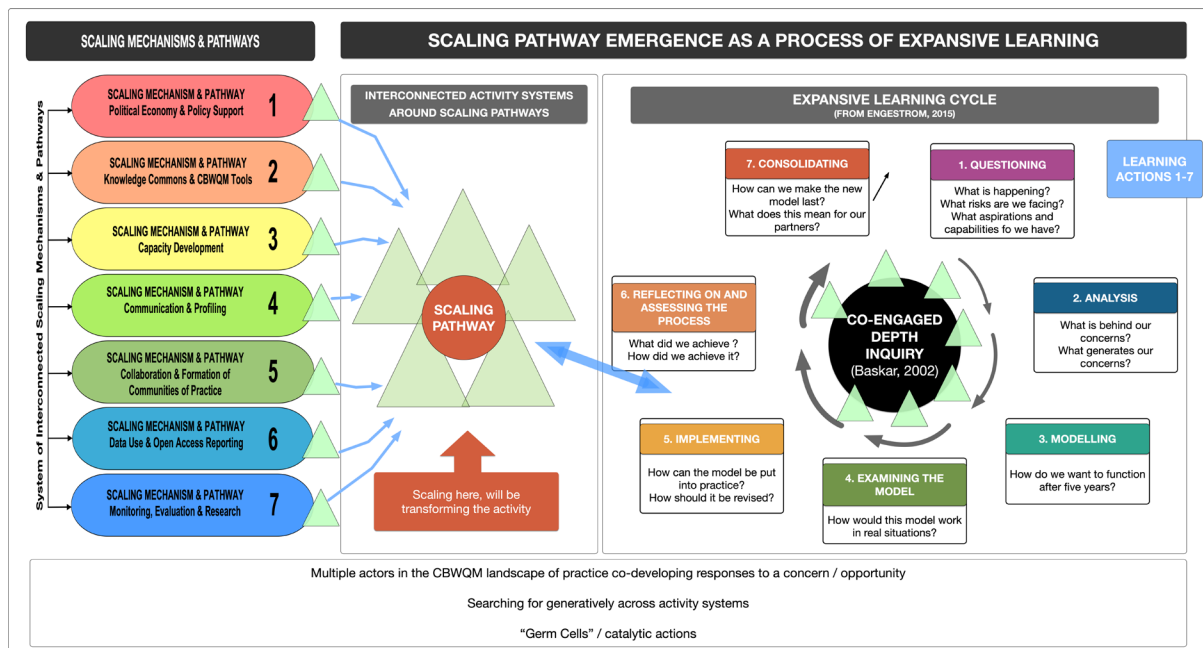 SCALING MECHANISMS & PATHWAYS
SCALING PATHWAY EMERGENCE AS A PROCESS OF EXPANSIVE LEARNING
System of Interconnected Scaling Mechanisms & Pathways
SCALING MECHANISM & PATHWAY
Political Economy & Policy Support
1
SCALING MECHANISM & PATHWAY
Knowledge Commons & CBWQM Tools
2
SCALING MECHANISM & PATHWAY
Capacity Development
3
SCALING MECHANISM & PATHWAY
Communication & Profiling
4
SCALING MECHANISM & PATHWAY
Collaboration & Formation of
Communities of Practice
5
SCALING MECHANISM & PATHWAY
Data Use & Open Access Reporting
6
SCALING MECHANISM & PATHWAY
Monitoring, Evaluation & Research
7
INTERCONNECTED ACTIVITY SYSTEMS
AROUND SCALING PATHWAYS
SCALING
PATHWAY
Scaling here, will be
transforming the activity
EXPANSIVE LEARNING CYCLE
(FROM ENGESTROM, 2015)
LEARNING
ACTIONS 1-7
1. QUESTIONING
What is happening?
What risks are we facing?
What aspirations and
capabilities fo we have?
2. ANALYSIS
What is behind our
concerns?
What generates our
concerns?
3. MODELLING
How do we want to function
after five years?
4. EXAMINING THE
MODEL
How would this model work
in real situations?
5. IMPLEMENTING
How can the model be put
into practice?
How should it be revised?
6. REFLECTING ON AND
ASSESSING THE
PROCESS
What did we achieve ?
How did we achieve it?
7. CONSOLIDATING
How can we make the new
model last?
What does this mean for our
partners?
CO-ENGAGED
DEPTH
INQUIRY
(Baskar, 2002)
Multiple actors in the CBWQM landscape of practice co-developing responses to a concern / opportunity
Searching for generatively across activity systems
“Germ Cells” / catalytic actions